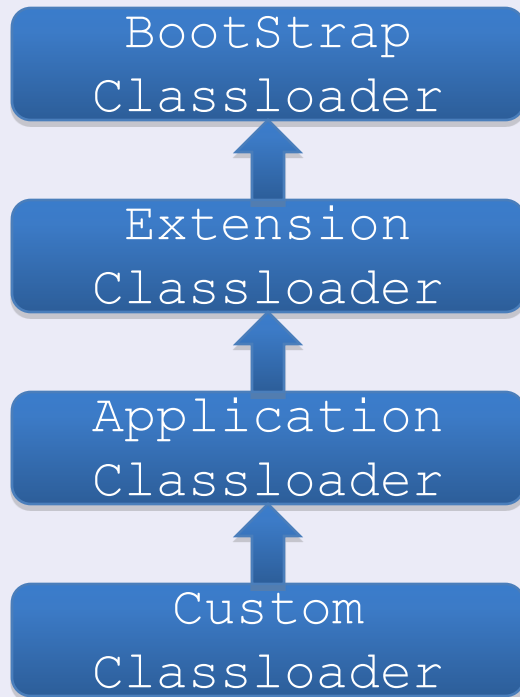 BootStrap
Classloader
Extension
Classloader
Application
Classloader
Custom
Classloader